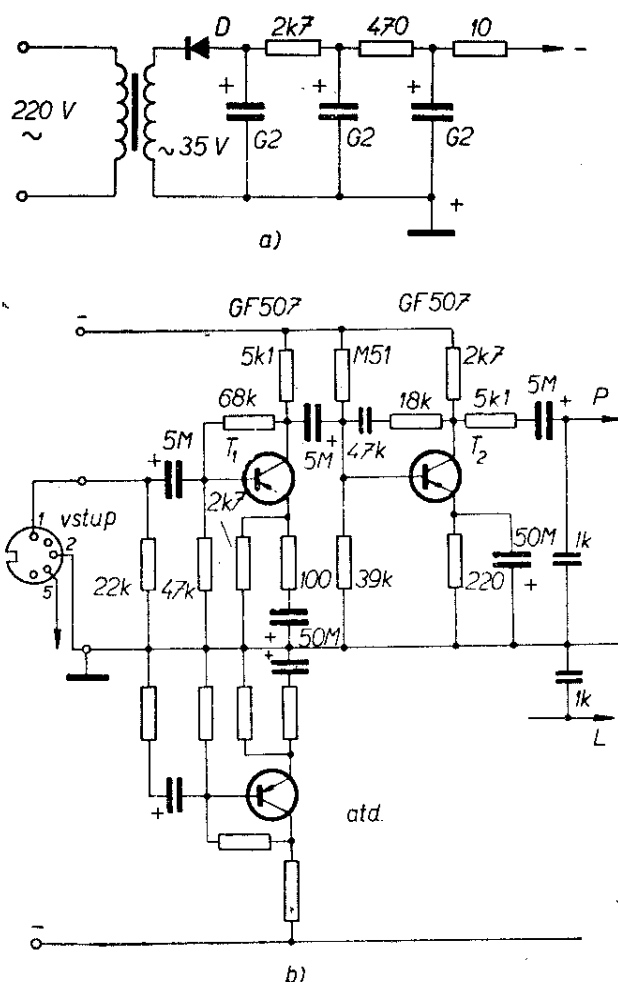 D 2k7 470 10 -
220 V
~
~35 V
+ G2 + G2 + G2
+
a)
-
GF507 GF507
5k1 M51 2k7
68k 18k 5k1 5M + P
5M + T1 5M + 47k T2
2k7
1 vstup
2
5
22k 47k 100 39k 220 50M + 1k
+ 50M
+
1k
L
+
atd.
-
b)